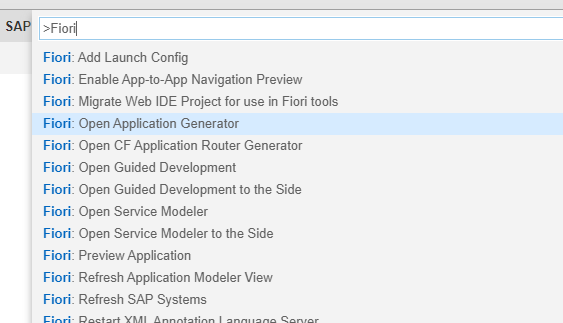 SAP
>Fiori
Fiori: Add Launch Config
Fiori: Enable App-to-App Navigation Preview
Fiori: Migrate Web IDE Project for use in Fiori tools
Fiori: Open Application Generator
Fiori: Open CF Application Router Generator
Fiori: Open Guided Development
Fiori: Open Guided Development to the Side
Fiori: Open Service Modeler
Fiori: Open Service Modeler to the Side
Fiori: Preview Application
Fiori: Refresh Application Modeler View
Fiori: Refresh SAP Systems
Fiori: Restart XML Annotation Language Server